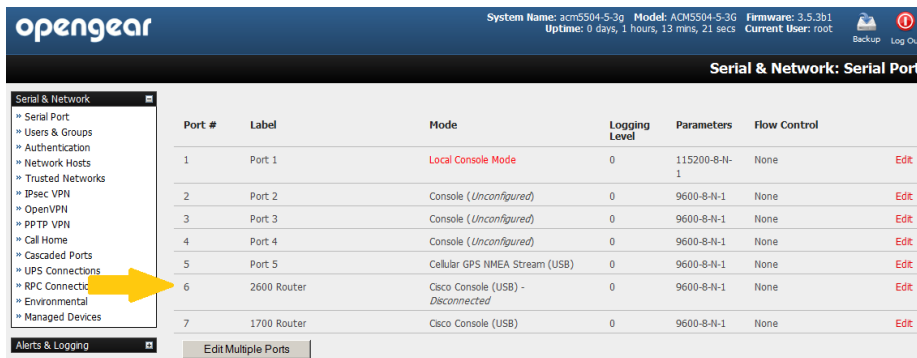 opengear
System Name: acm5504-5-3g Model: ACM5504-5-3G Firmware: 3.5.3b1
Uptime: 0 days, 1 hours, 13 mins, 21 secs Current User: root
Backup
Log Ou
Serial & Network: Serial Port
Serial & Network
» Serial Port
» Users & Groups
» Authentication
» Network Hosts
» Trusted Networks
» IPsec VPN
» OpenVPN
» PPTP VPN
» Call Home
» Cascaded Ports
» UPS Connections
» RPC Connectio
» Environmental
» Managed Devices
Alerts & Logging
Port # Label Mode Logging Level Parameters Flow Control
1 Port 1 Local Console Mode 0 115200-8-N-1 None Edit
2 Port 2 Console (Unconfigured) 0 9600-8-N-1 None Edit
3 Port 3 Console (Unconfigured) 0 9600-8-N-1 None Edit
4 Port 4 Console (Unconfigured) 0 9600-8-N-1 None Edit
5 Port 5 Cellular GPS NMEA Stream (USB) 0 9600-8-N-1 None Edit
6 2600 Router Cisco Console (USB) - Disconnected 0 9600-8-N-1 None Edit
7 1700 Router Cisco Console (USB) 0 9600-8-N-1 None Edit
Edit Multiple Ports